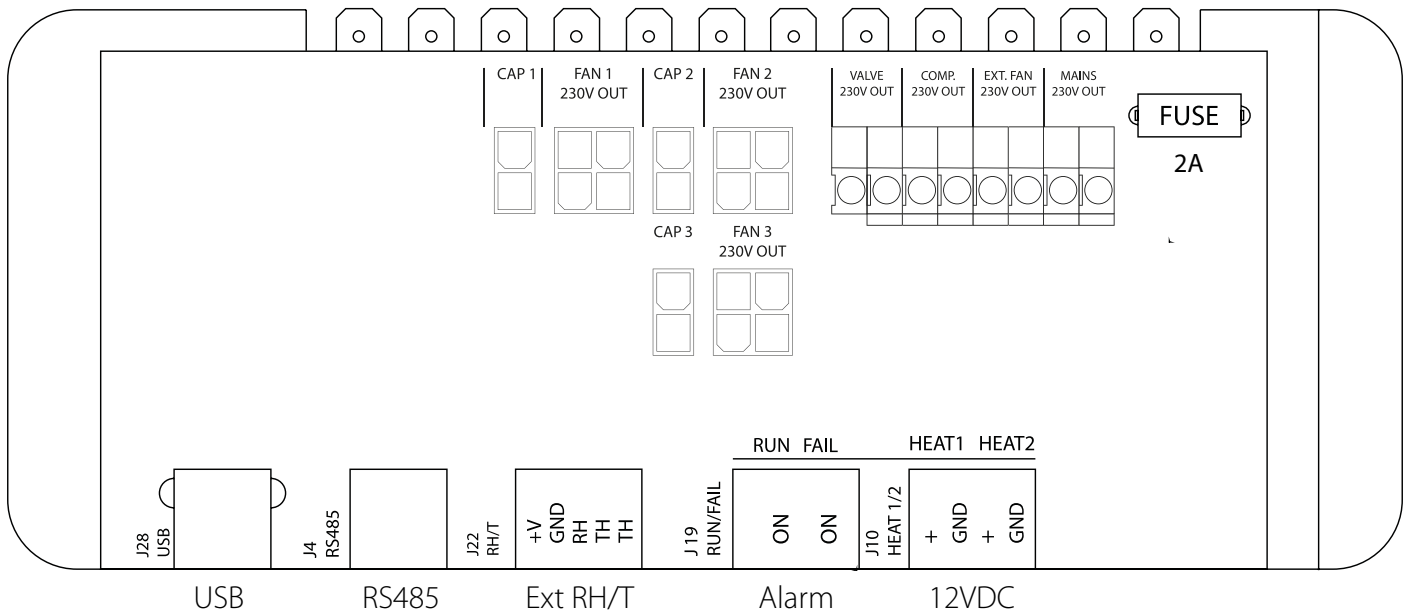 CAP 1
FAN 1
230V OUT
CAP 2
FAN 2
230V OUT
VALVE
230V OUT
COMP.
230V OUT
EXT. FAN
230V OUT
MAINS
230V OUT
FUSE
2A
CAP 3
FAN 3
230V OUT
RUN FAIL
HEAT1 HEAT2
J28
USB
J4
RS485
J22
RH/T
+V
GND
RH
TH
TH
J19
RUN/FAIL
ON
ON
J10
HEAT 1/2
+
GND
+
GND
USB
RS485
Ext RH/T
Alarm
12VDC